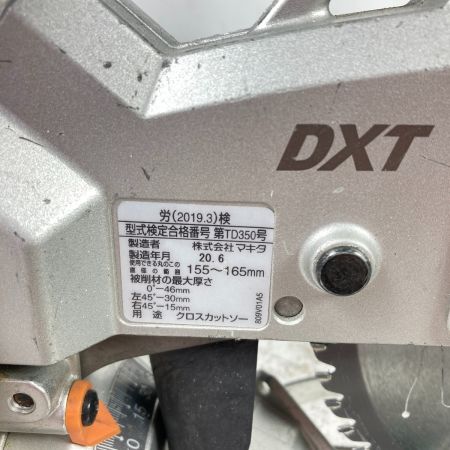 DXT
労(2019.3)検
型式検定合格番号 第TD350号
製造者 株式会社マキタ
製造年月 20.6
使用できる丸のこの
直径の範囲 155〜165mm
被削材の最大厚さ
0°−46mm
左45°−30mm
右45°−15mm
用途 クロスカットソー
809V01A5